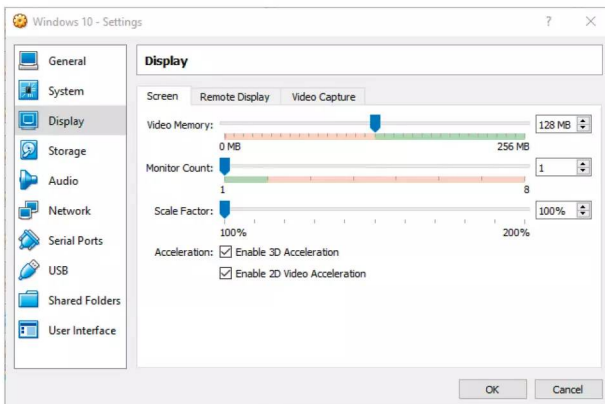 Windows 10 - Settings
? ×
General
System
Display
Storage
Audio
Network
Serial Ports
USB
Shared Folders
User Interface
Display
Screen Remote Display Video Capture
Video Memory: 128 MB
0 MB 256 MB
Monitor Count: 1
1 8
Scale Factor: 100%
100% 200%
Acceleration: Enable 3D Acceleration
Enable 2D Video Acceleration
OK Cancel